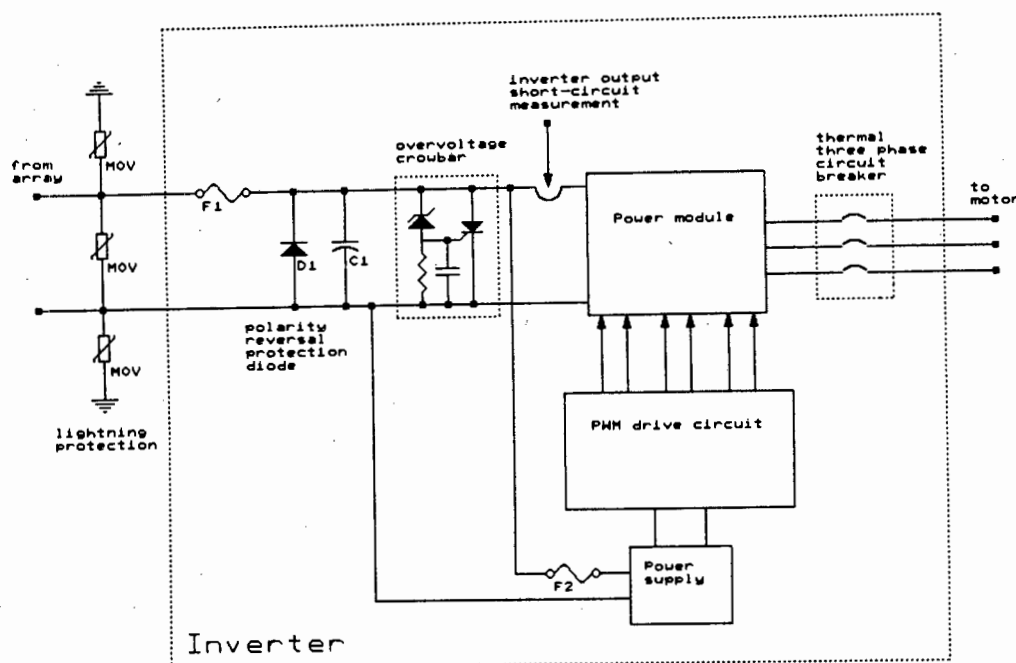 inverter output
short-circuit
measurement
overvoltage
crowbar
thermal
three phase
circuit
breaker
from
array
to
motor
MOV
F1
Power module
MOV
D1
C1
polarity
reversal
protection
diode
MOV
PWM drive circuit
lightning
protection
F2
Power
supply
Inverter